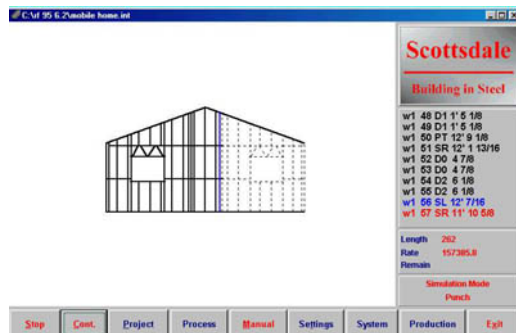 C:\rf 95 6.2\mobile home.int
Scottsdale
Building in Steel
w1 48 D1 1' 5 1/8
w1 49 D1 1' 5 1/8
w1 50 PT 12' 9 1/8
w1 51 SR 12' 1 13/16
w1 52 D0 4 7/8
w1 53 D0 4 7/8
w1 54 D2 6 1/8
w1 55 D2 6 1/8
w1 56 SL 12' 7/16
w1 57 SR 11' 10 5/8
Length 262
Rate 157385.8
Remain
Simulation Mode
Punch
Stop Cont. Project Process Manual Settings System Production Exit